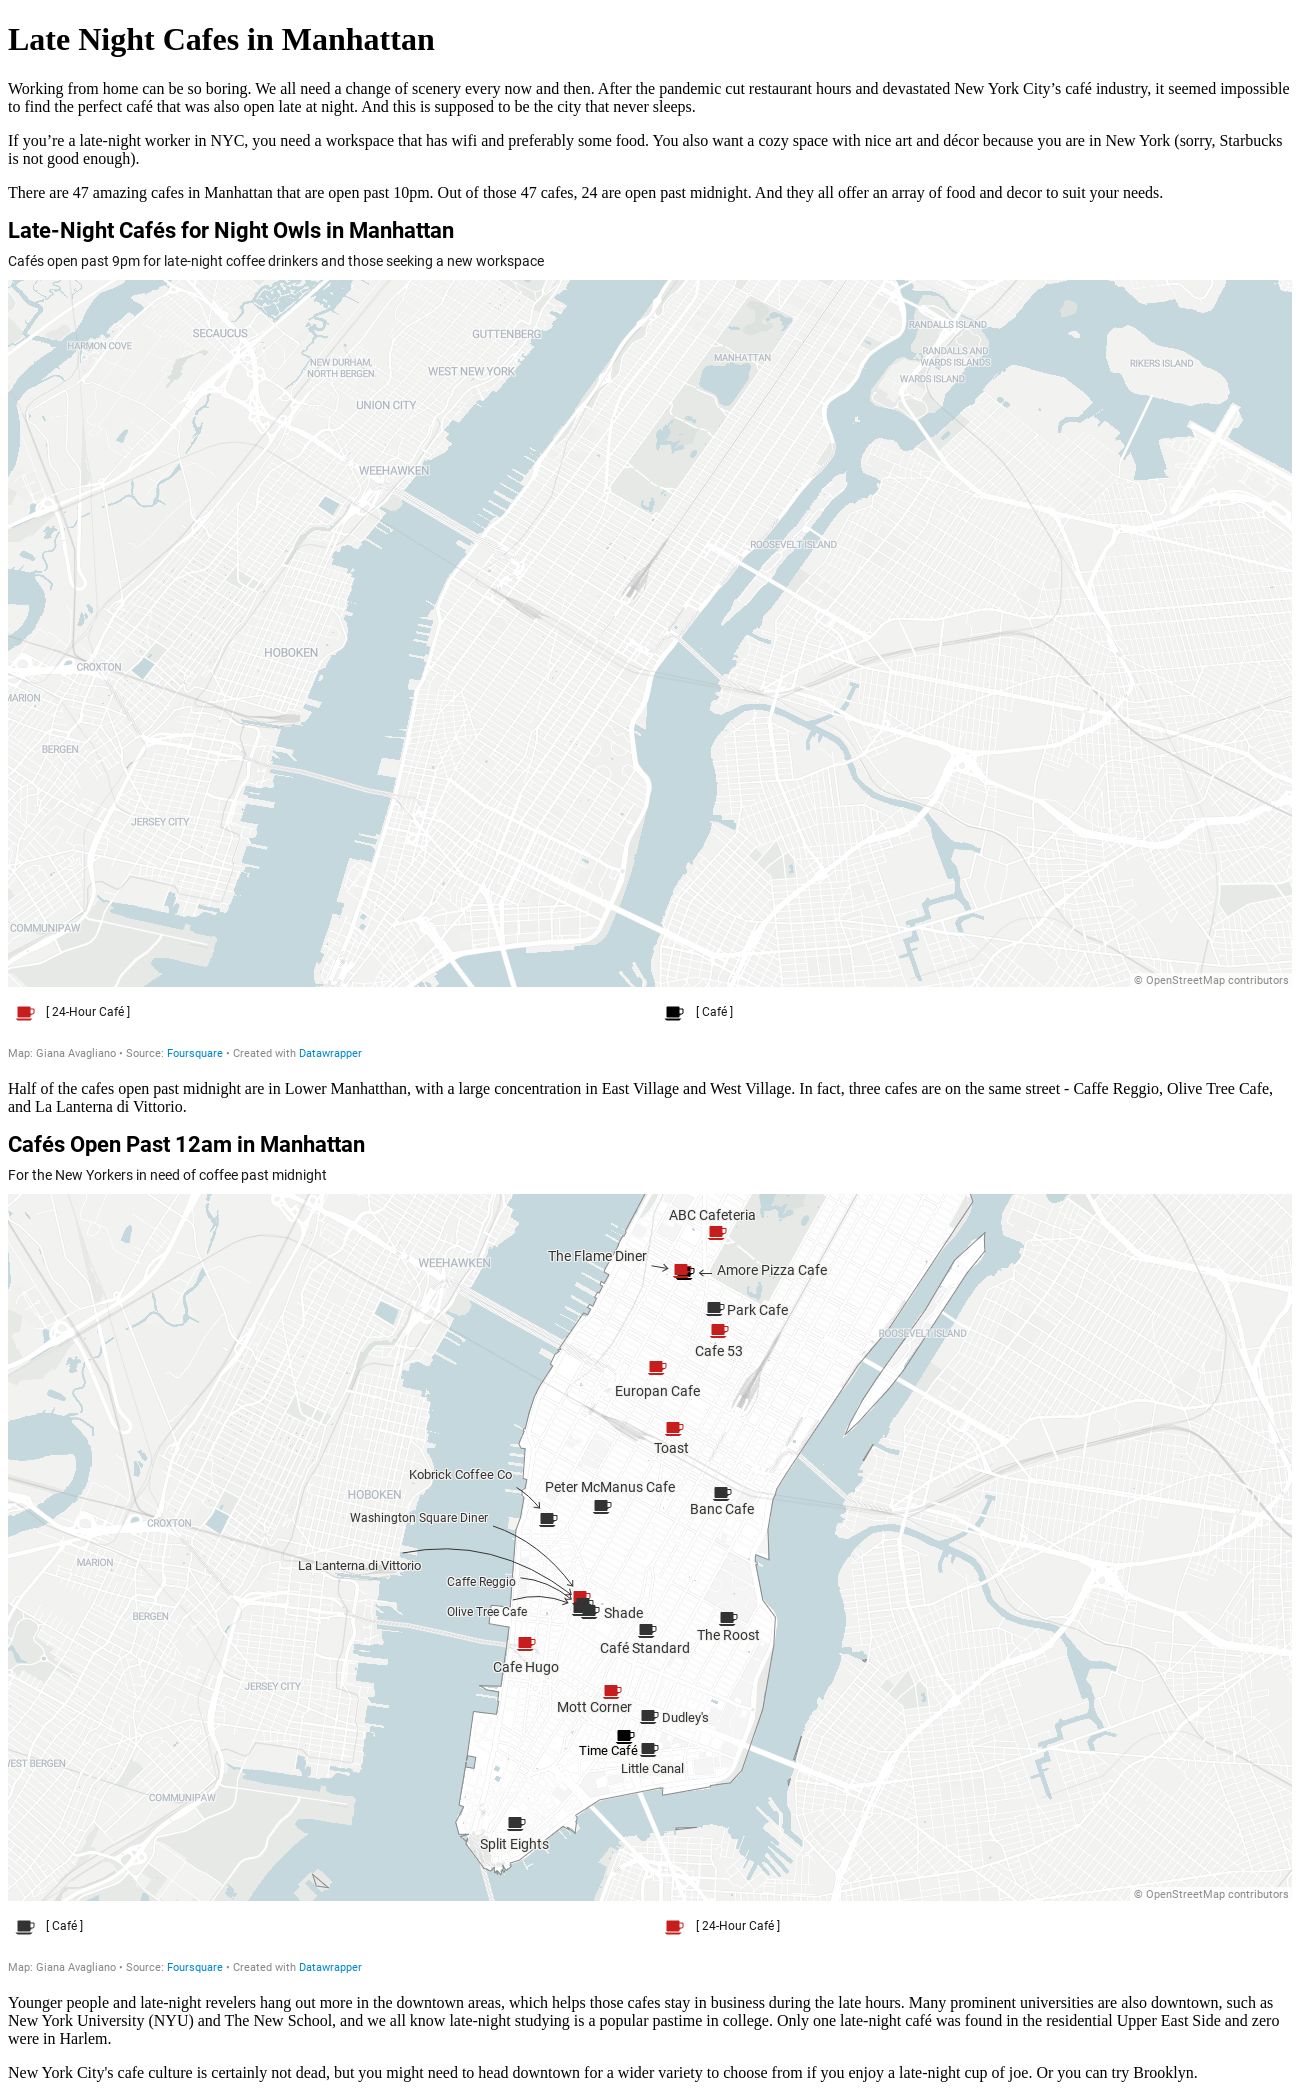 Late Night Cafes in Manhattan
Working from home can be so boring. We all need a change of scenery every now and then. After the pandemic cut restaurant hours and devastated New York City’s café industry, it seemed impossible
to find the perfect café that was also open late at night. And this is supposed to be the city that never sleeps.
If you’re a late-night worker in NYC, you need a workspace that has wifi and preferably some food. You also want a cozy space with nice art and décor because you are in New York (sorry, Starbucks
is not good enough).
There are 47 amazing cafes in Manhattan that are open past 10pm. Out of those 47 cafes, 24 are open past midnight. And they all offer an array of food and decor to suit your needs.
Late-Night Cafés for Night Owls in Manhattan
Cafés open past 9pm for late-night coffee drinkers and those seeking a new workspace
SECAUCUS
GUTTENBERG
RANDALLS ISLAND
HARMON COVE
RANDALLS AND
WARDS ISLANDS
MANHATTAN
NEW DURHAM,
NORTH BERGEN
RIKERS ISLAND
WEST NEW YORK
WARDS ISLAND
UNION CITY
WEEHAWKEN
ROOSEVELT ISLAND
HOBOKEN
CROXTON
MARION
BERGEN
JERSEY CITY
COMMUNIPAW
© OpenStreetMap contributors
[ 24-Hour Café ]
[ Café ]
Map: Giana Avagliano • Source: Foursquare • Created with Datawrapper
Half of the cafes open past midnight are in Lower Manhatthan, with a large concentration in East Village and West Village. In fact, three cafes are on the same street - Caffe Reggio, Olive Tree Cafe,
and La Lanterna di Vittorio.
Cafés Open Past 12am in Manhattan
For the New Yorkers in need of coffee past midnight
ABC Cafeteria
The Flame Diner
WEEHAWKEN
Amore Pizza Cafe
Park Cafe
ROOSEVELT ISLAND
Cafe 53
Europan Cafe
Toast
Kobrick Coffee Co
Peter McManus Cafe
HOBOKEN
Banc Cafe
Washington Square Diner
CROXTON
MARION
La Lanterna di Vittorio
Caffe Reggio
Olive Tree Cafe
Shade
BERGEN
The Roost
Café Standard
Cafe Hugo
JERSEY CITY
Mott Corner
Dudley's
Time Café
WEST BERGEN
Little Canal
COMMUNIPAW
Split Eights
© OpenStreetMap contributors
[ Café ]
[ 24-Hour Café ]
Map: Giana Avagliano • Source: Foursquare • Created with Datawrapper
Younger people and late-night revelers hang out more in the downtown areas, which helps those cafes stay in business during the late hours. Many prominent universities are also downtown, such as
New York University (NYU) and The New School, and we all know late-night studying is a popular pastime in college. Only one late-night café was found in the residential Upper East Side and zero
were in Harlem.
New York City's cafe culture is certainly not dead, but you might need to head downtown for a wider variety to choose from if you enjoy a late-night cup of joe. Or you can try Brooklyn.